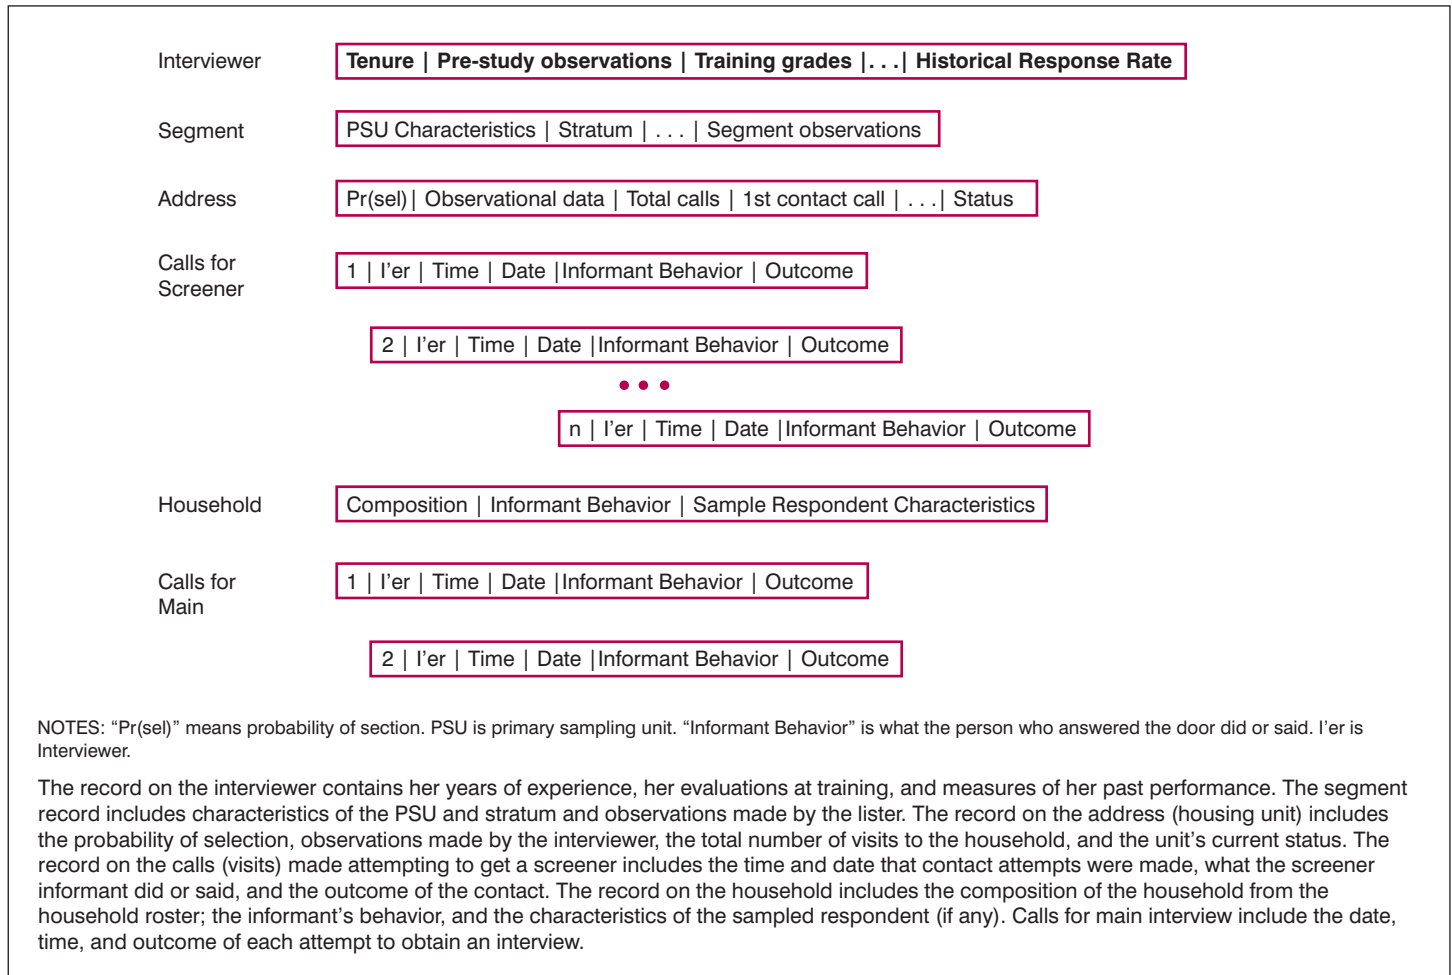 Interviewer
Tenure | Pre-study observations | Training grades |. . .| Historical Response Rate
Segment
PSU Characteristics | Stratum | . . . | Segment observations
Address
Pr(sel)| Observational data | Total calls | 1st contact call | . . .| Status
Calls for
Screener
1 | I'er | Time | Date |Informant Behavior | Outcome
2 | I'er | Time | Date |Informant Behavior | Outcome
• • •
n | I'er | Time | Date |Informant Behavior | Outcome
Household
Composition | Informant Behavior | Sample Respondent Characteristics
Calls for
Main
1 | I'er | Time | Date |Informant Behavior | Outcome
2 | I'er | Time | Date |Informant Behavior | Outcome
NOTES: “Pr(sel)” means probability of section. PSU is primary sampling unit. “Informant Behavior” is what the person who answered the door did or said. I'er is
Interviewer.
The record on the interviewer contains her years of experience, her evaluations at training, and measures of her past performance. The segment
record includes characteristics of the PSU and stratum and observations made by the lister. The record on the address (housing unit) includes
the probability of selection, observations made by the interviewer, the total number of visits to the household, and the unit's current status. The
record on the calls (visits) made attempting to get a screener includes the time and date that contact attempts were made, what the screener
informant did or said, and the outcome of the contact. The record on the household includes the composition of the household from the
household roster; the informant's behavior, and the characteristics of the sampled respondent (if any). Calls for main interview include the date,
time, and outcome of each attempt to obtain an interview.